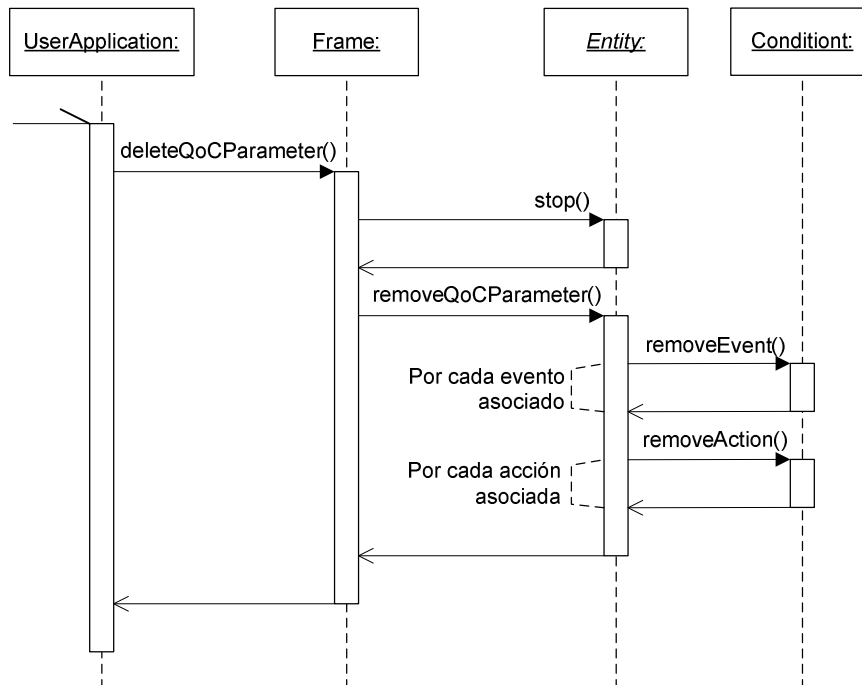 UserApplication:
Frame:
Entity:
Conditiont:
deleteQoCParameter()
stop()
removeQoCParameter()
removeEvent()
Por cada evento
asociado
removeAction()
Por cada acción
asociada